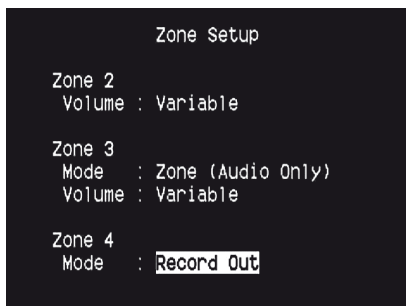 Zone Setup
Zone 2
Volume : Variable
Zone 3
Mode : Zone (Audio Only)
Volume : Variable
Zone 4
Mode : Record Out